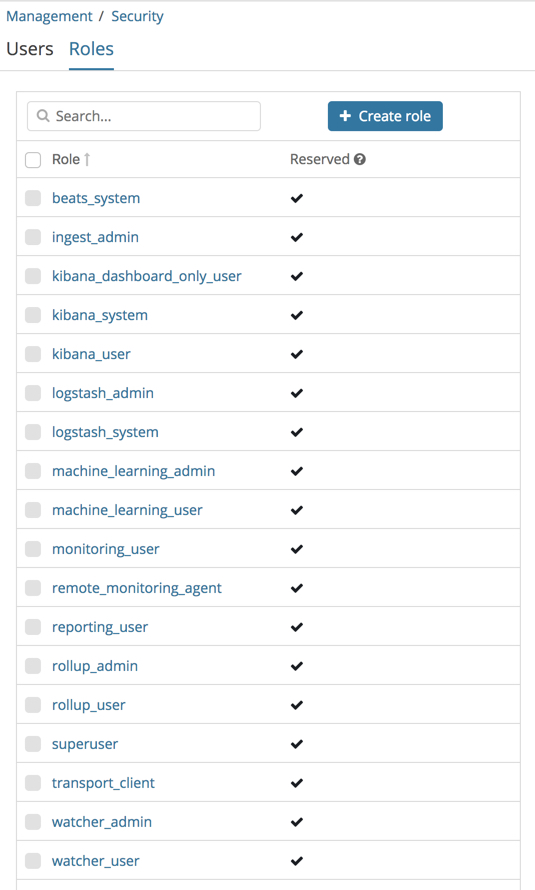 Management / Security
Users Roles
Search... + Create role
Role ↑ Reserved ?
beats_system ✔
ingest_admin ✔
kibana_dashboard_only_user ✔
kibana_system ✔
kibana_user ✔
logstash_admin ✔
logstash_system ✔
machine_learning_admin ✔
machine_learning_user ✔
monitoring_user ✔
remote_monitoring_agent ✔
reporting_user ✔
rollup_admin ✔
rollup_user ✔
superuser ✔
transport_client ✔
watcher_admin ✔
watcher_user ✔